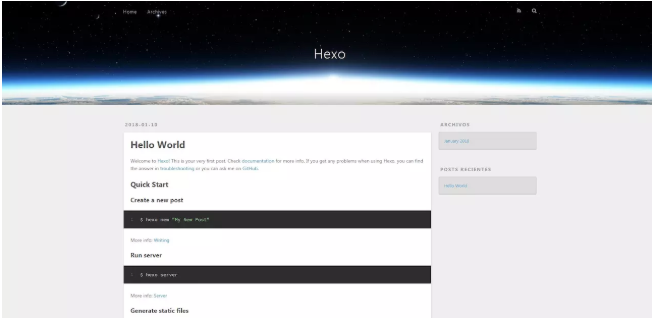 Home Archives
Hexo
2018-01-10
Hello World
Welcome to Hexo! This is your very first post. Check documentation for more info. If you get any problems when using Hexo, you can find
the answer in troubleshooting or you can ask me on GitHub.
Quick Start
Create a new post
1 $ hexo new "My New Post"
More info: Writing
Run server
1 $ hexo server
More info: Server
Generate static files
ARCHIVOS
January 2018
POSTS RECIENTES
Hello World